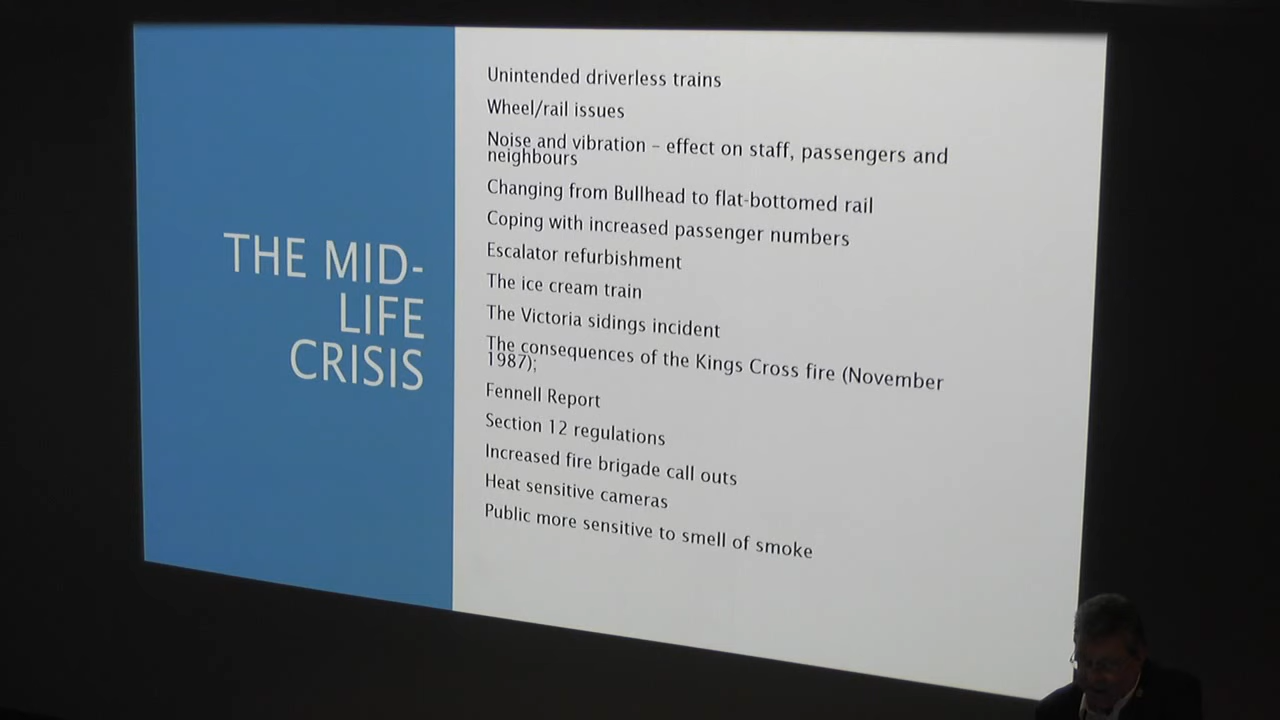 THE MID-
LIFE
CRISIS
Unintended driverless trains
Wheel/rail issues
Noise and vibration – effect on staff, passengers and
neighbours
Changing from Bullhead to flat-bottomed rail
Coping with increased passenger numbers
Escalator refurbishment
The ice cream train
The Victoria sidings incident
The consequences of the Kings Cross fire (November
1987);
Fennell Report
Section 12 regulations
Increased fire brigade call outs
Heat sensitive cameras
Public more sensitive to smell of smoke